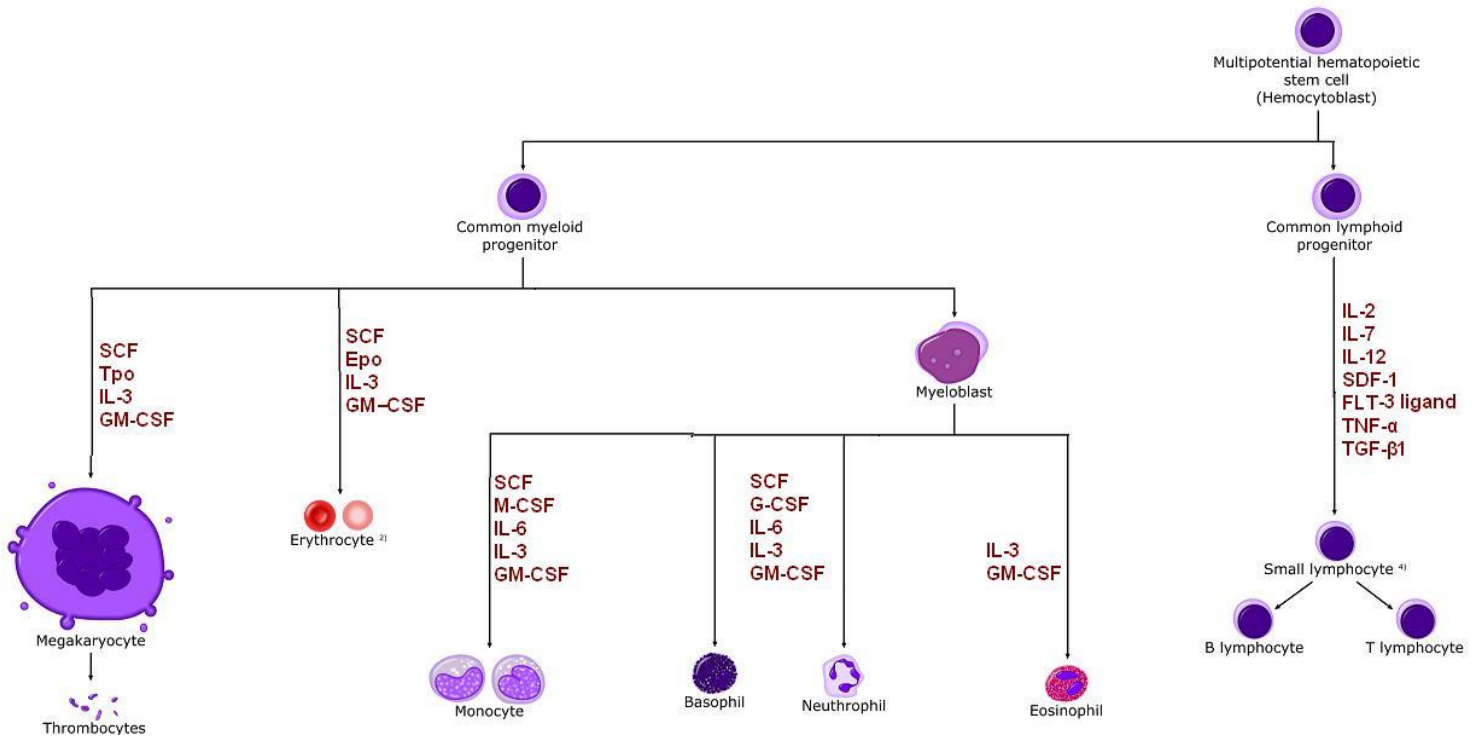 Multipotential hematopoietic
stem cell
(Hemocytoblast)
Common myeloid
progenitor
Common lymphoid
progenitor
SCF
Tpo
IL-3
GM-CSF
SCF
Epo
IL-3
GM–CSF
Myeloblast
IL-2
IL-7
IL-12
SDF-1
FLT-3 ligand
TNF-α
TGF-β1
SCF
M-CSF
IL-6
IL-3
GM-CSF
SCF
G-CSF
IL-6
IL-3
GM-CSF
IL-3
GM-CSF
Erythrocyte 2)
Small lymphocyte 4)
Megakaryocyte
B lymphocyte
T lymphocyte
Thrombocytes
Monocyte
Basophil
Neuthrophil
Eosinophil